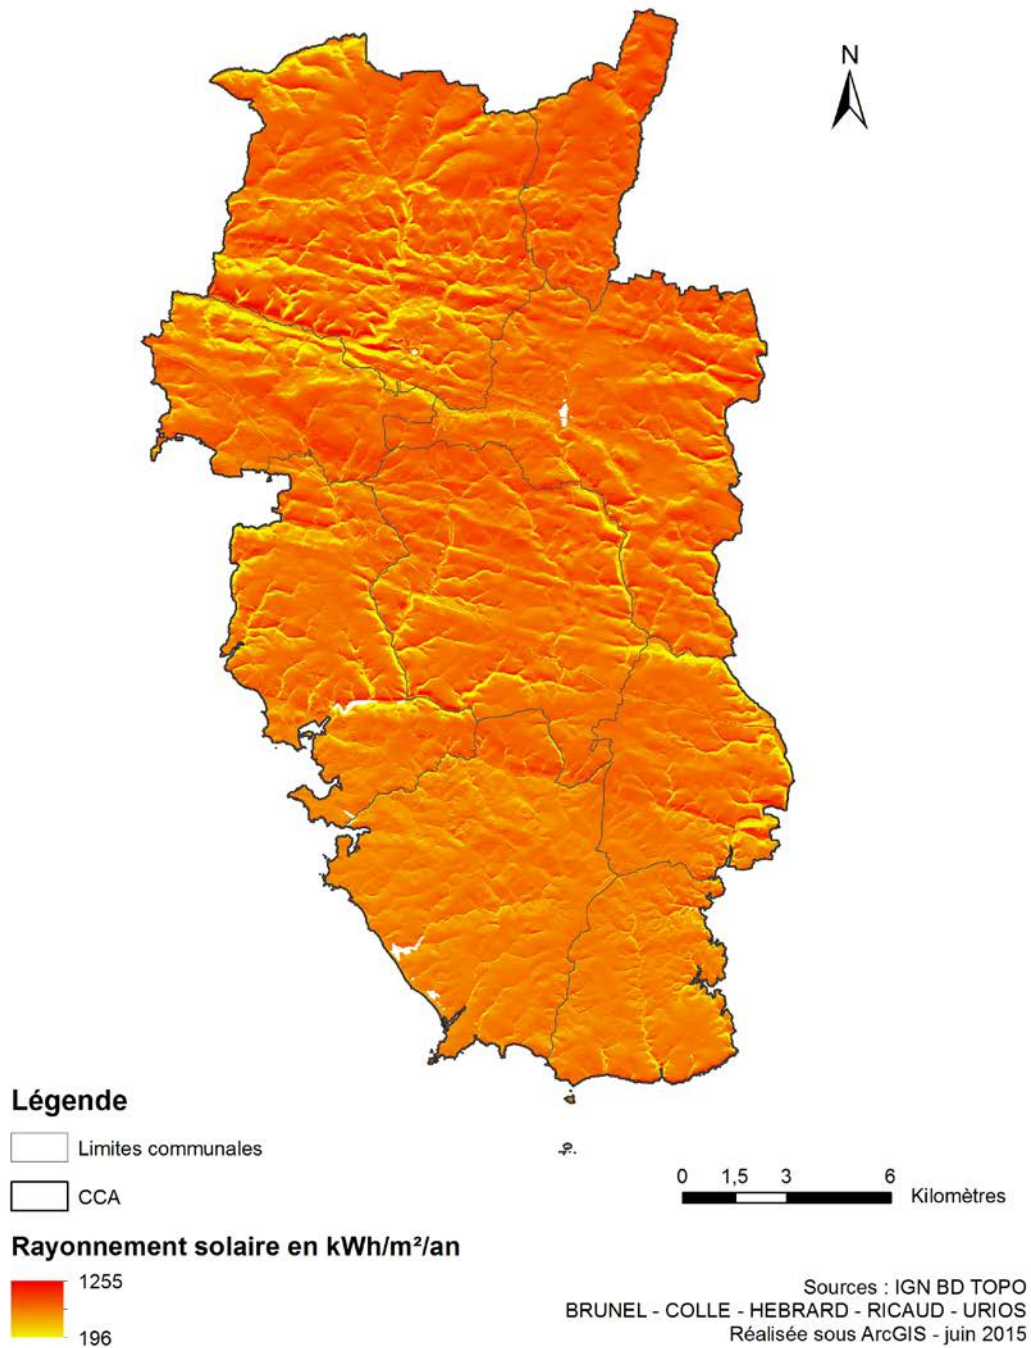 N
Légende
Limites communales
CCA
0 1,5 3 6
Kilomètres
Rayonnement solaire en kWh/m²/an
1255
196
Sources : IGN BD TOPO
BRUNEL - COLLE - HEBRARD - RICAUD - URIOS
Réalisée sous ArcGIS - juin 2015